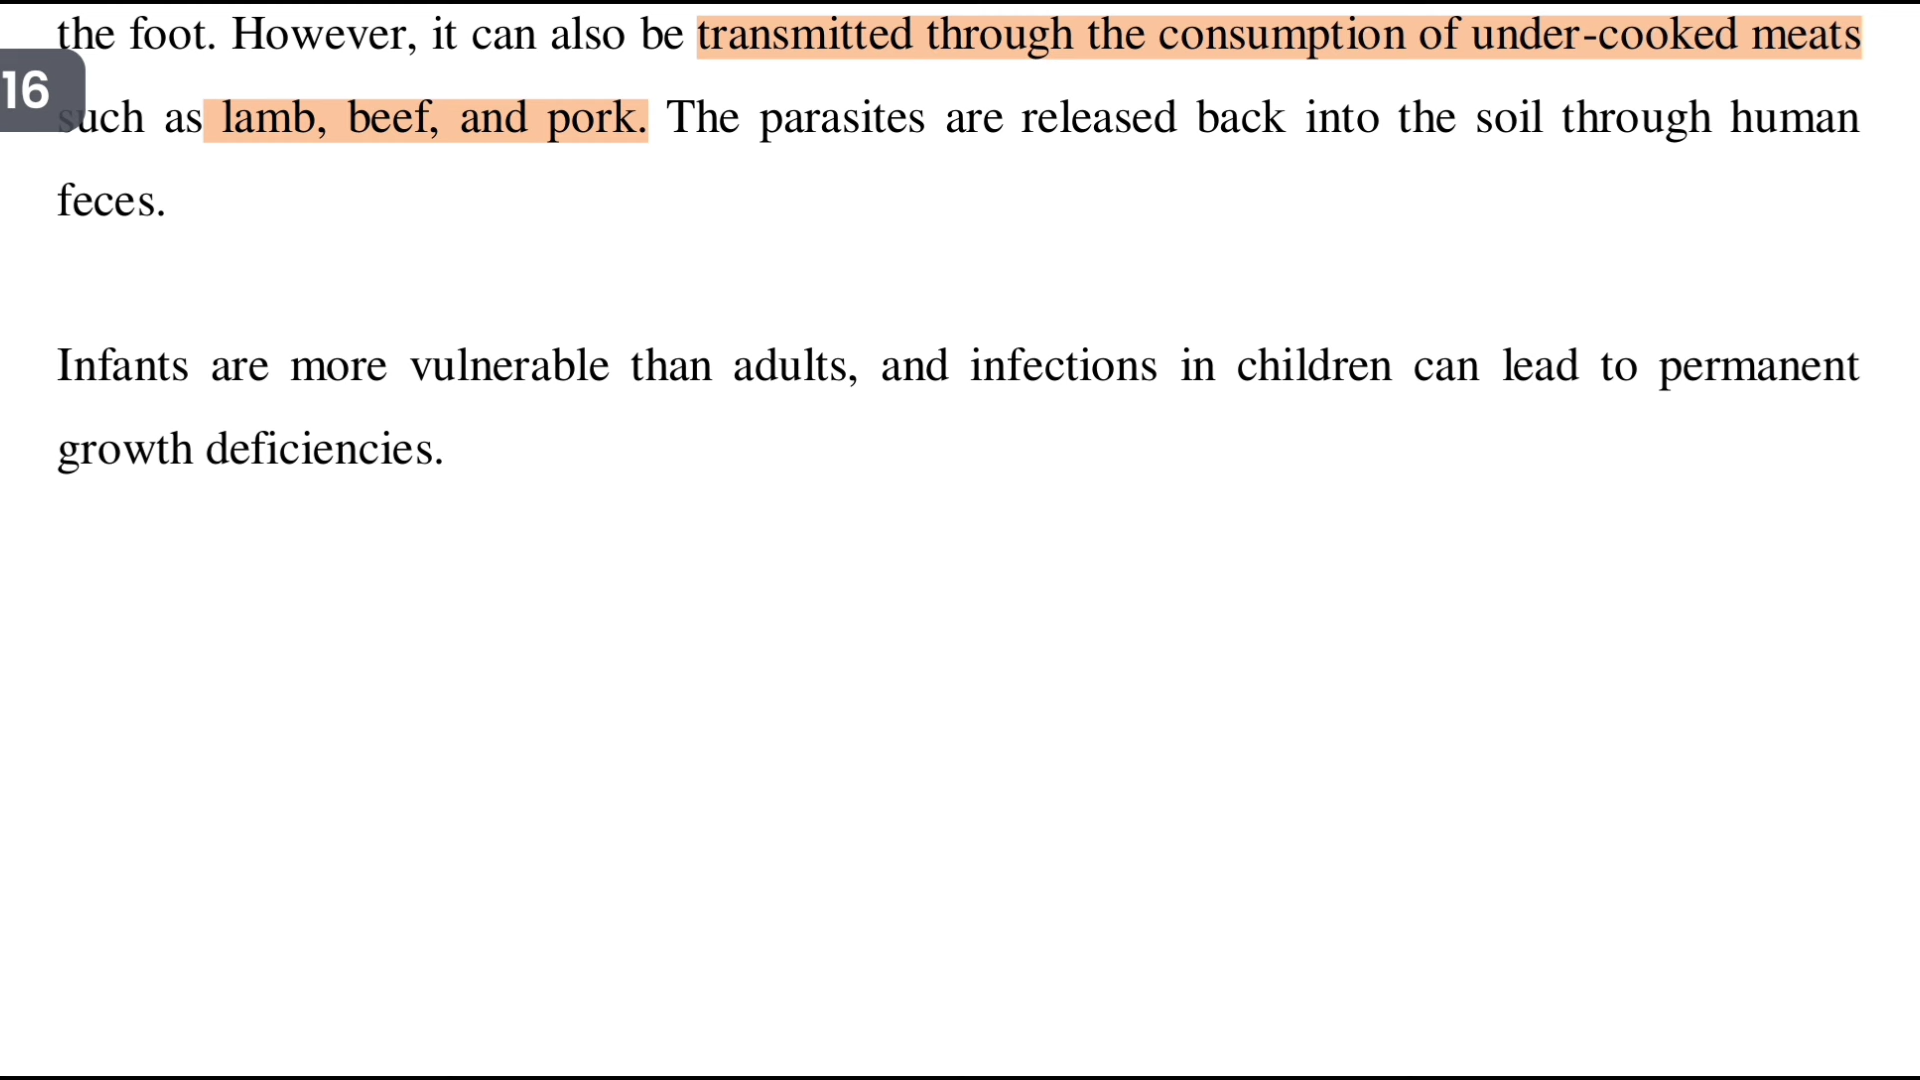 the foot. However, it can also be transmitted through the consumption of under-cooked meats
16
such as lamb, beef, and pork. The parasites are released back into the soil through human
feces.
Infants are more vulnerable than adults, and infections in children can lead to permanent
growth deficiencies.